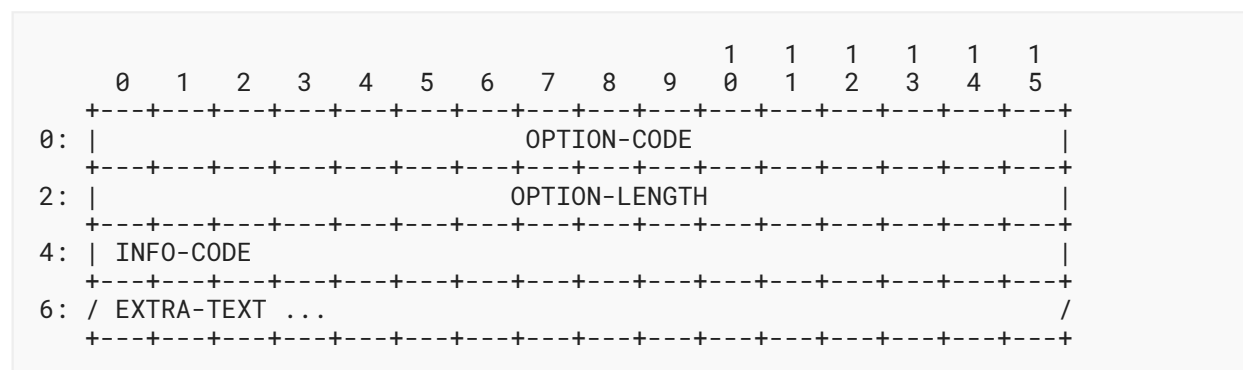 1   1   1   1   1   1
     0   1   2   3   4   5   6   7   8   9   0   1   2   3   4   5
   +---+---+---+---+---+---+---+---+---+---+---+---+---+---+---+---+
0: |                            OPTION-CODE                        |
   +---+---+---+---+---+---+---+---+---+---+---+---+---+---+---+---+
2: |                           OPTION-LENGTH                       |
   +---+---+---+---+---+---+---+---+---+---+---+---+---+---+---+---+
4: | INFO-CODE                                                     |
   +---+---+---+---+---+---+---+---+---+---+---+---+---+---+---+---+
6: / EXTRA-TEXT ...                                                /
   +---+---+---+---+---+---+---+---+---+---+---+---+---+---+---+---+